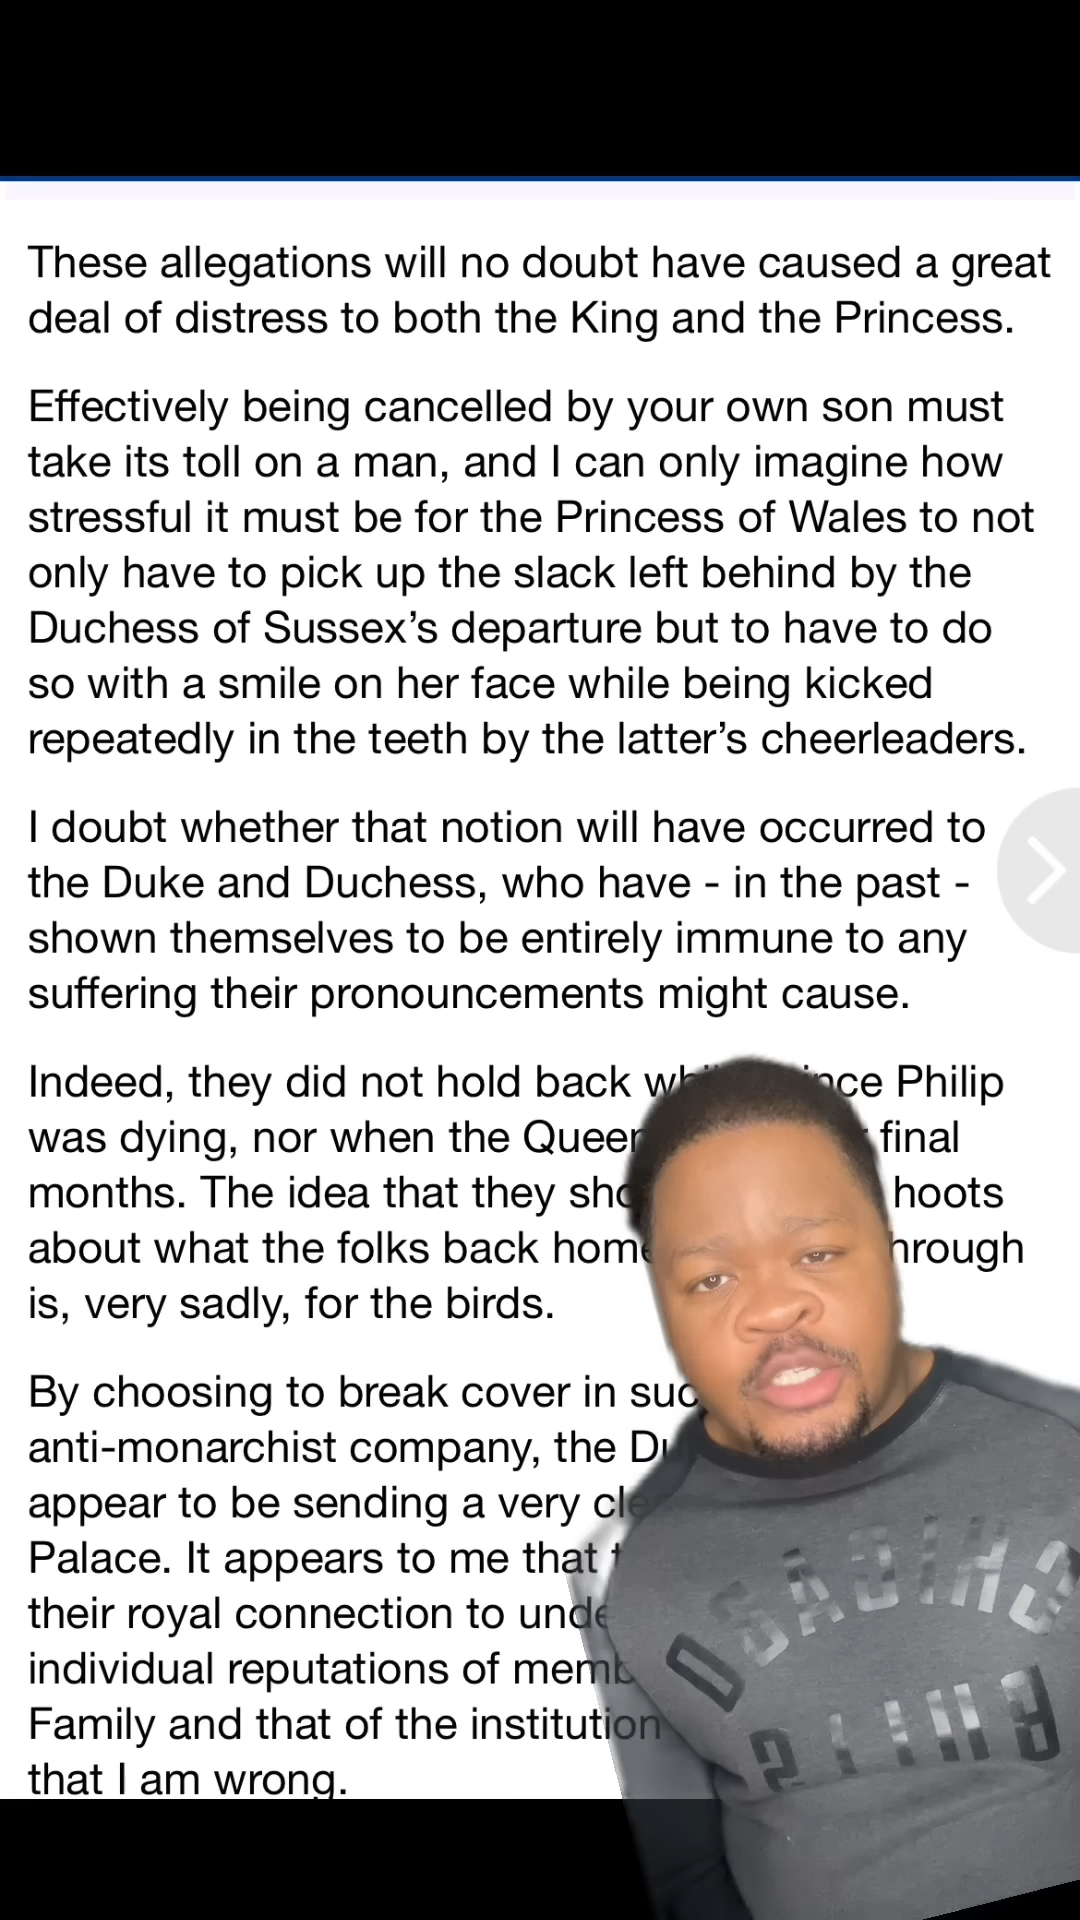 These allegations will no doubt have caused a great
deal of distress to both the King and the Princess.
Effectively being cancelled by your own son must
take its toll on a man, and I can only imagine how
stressful it must be for the Princess of Wales to not
only have to pick up the slack left behind by the
Duchess of Sussex’s departure but to have to do
so with a smile on her face while being kicked
repeatedly in the teeth by the latter’s cheerleaders.
I doubt whether that notion will have occurred to
the Duke and Duchess, who have - in the past -
shown themselves to be entirely immune to any
suffering their pronouncements might cause.
Indeed, they did not hold back Philip
was dying, nor when the final
months. The idea that they hoots
about what the folks back
is, very sadly, for the birds.
By choosing to break cover in
anti-monarchist company, the
appear to be sending a very
Palace. It appears to me that
their royal connection to
individual reputations of
Family and that of the institution
that I am wrong.
CHICAGO
BULLS